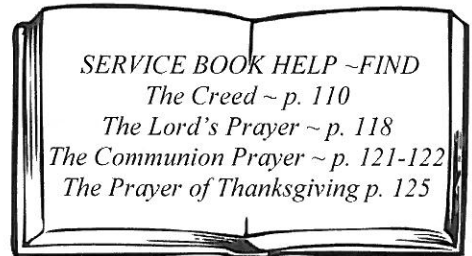 SERVICE BOOK HELP ~FIND
The Creed ~ p. 110
The Lord's Prayer ~ p. 118
The Communion Prayer ~ p. 121-122
The Prayer of Thanksgiving p. 125